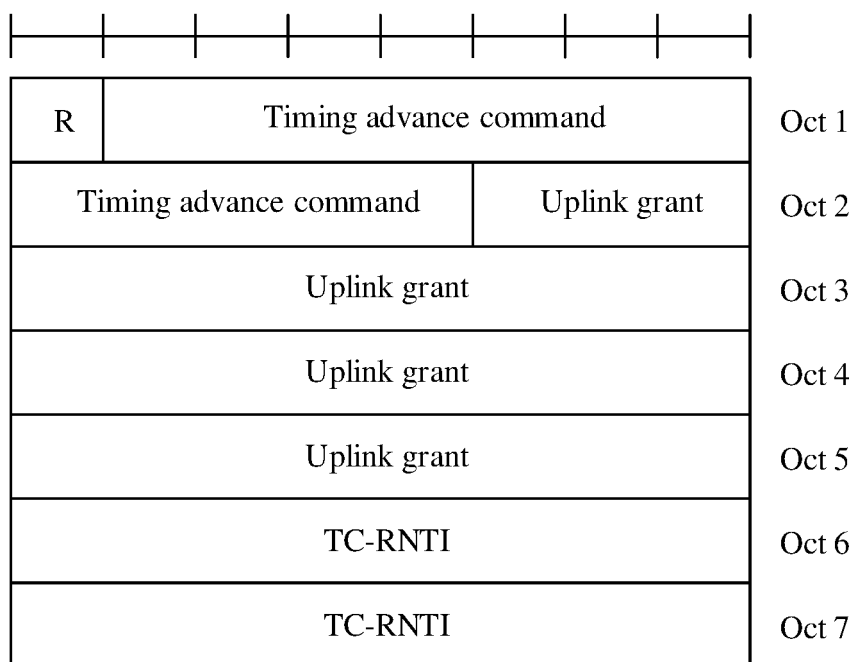 R Timing advance command Oct 1
Timing advance command Uplink grant Oct 2
Uplink grant Oct 3
Uplink grant Oct 4
Uplink grant Oct 5
TC-RNTI Oct 6
TC-RNTI Oct 7